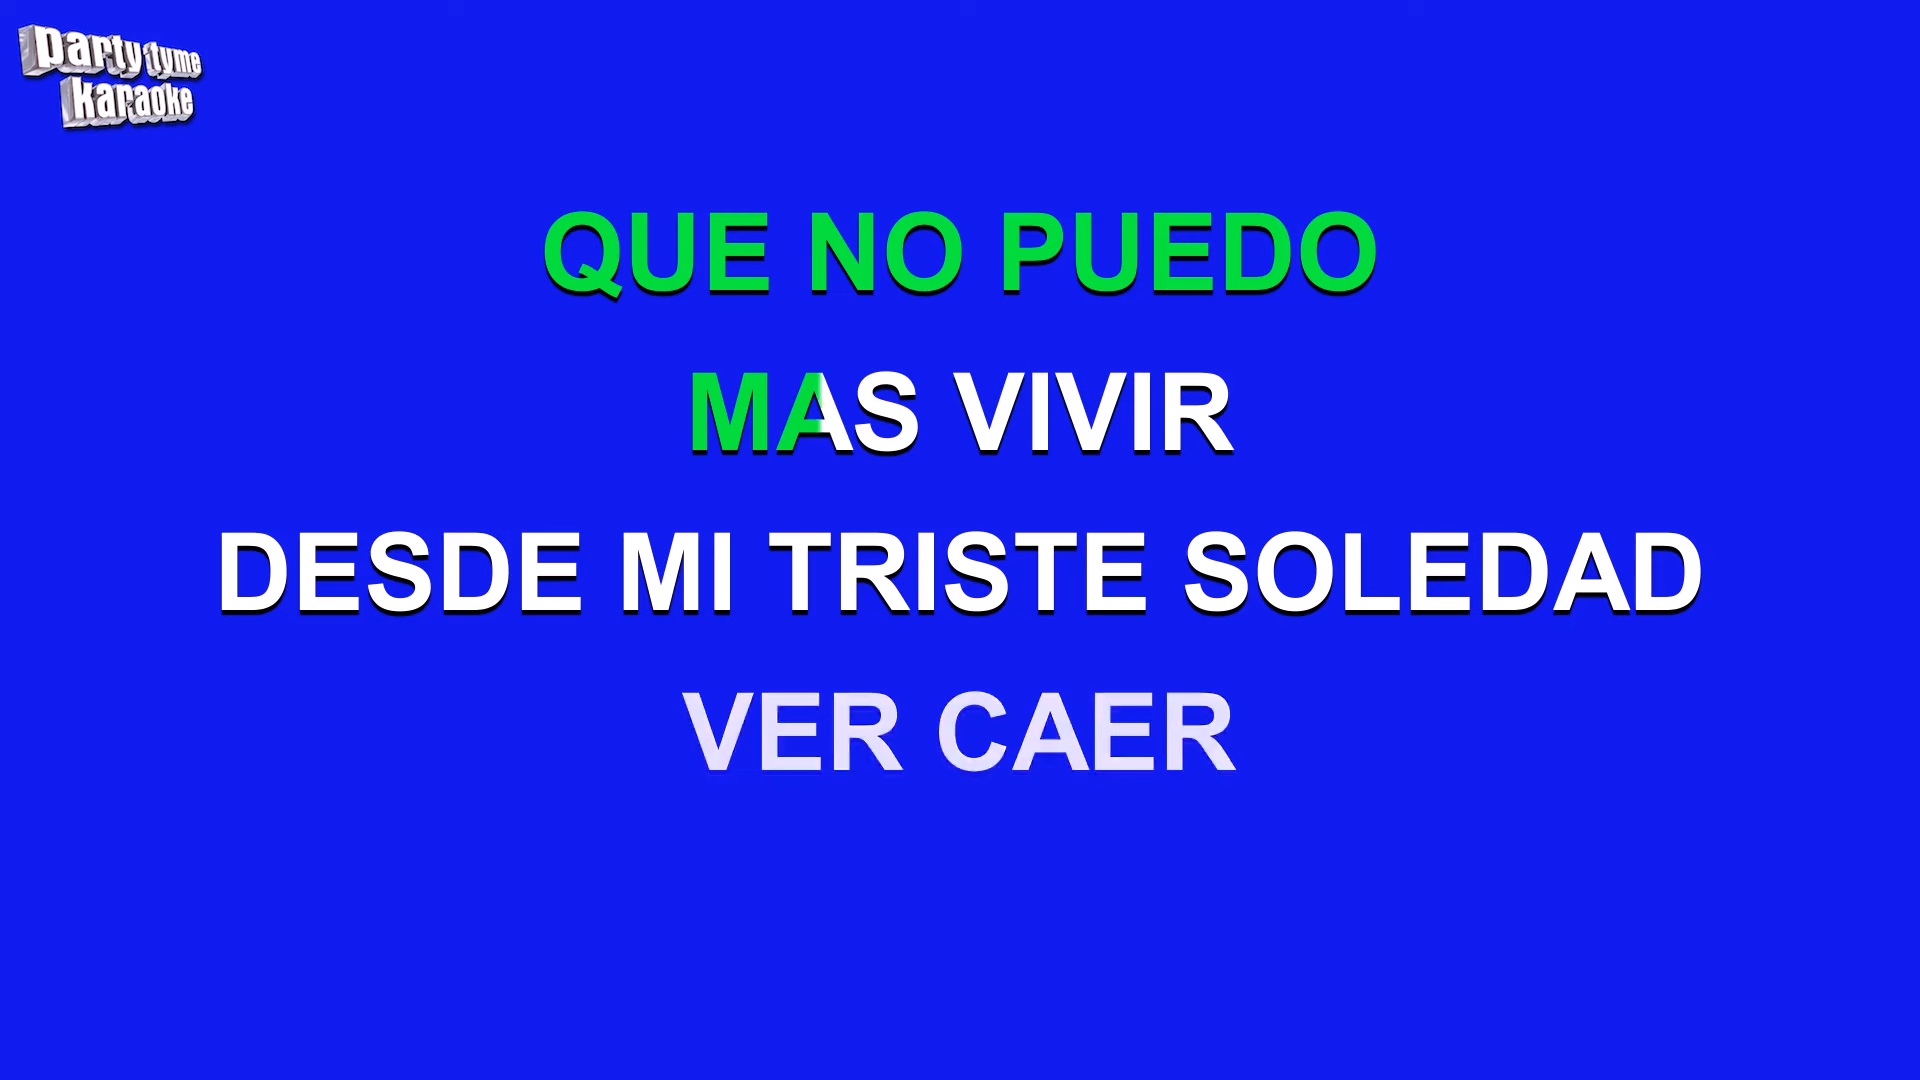 party tyme
karaoke
QUE NO PUEDO
MAS VIVIR
DESDE MI TRISTE SOLEDAD
VER CAER